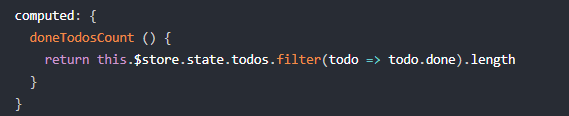 computed: {
  doneTodosCount () {
    return this.$store.state.todos.filter(todo => todo.done).length
  }
}